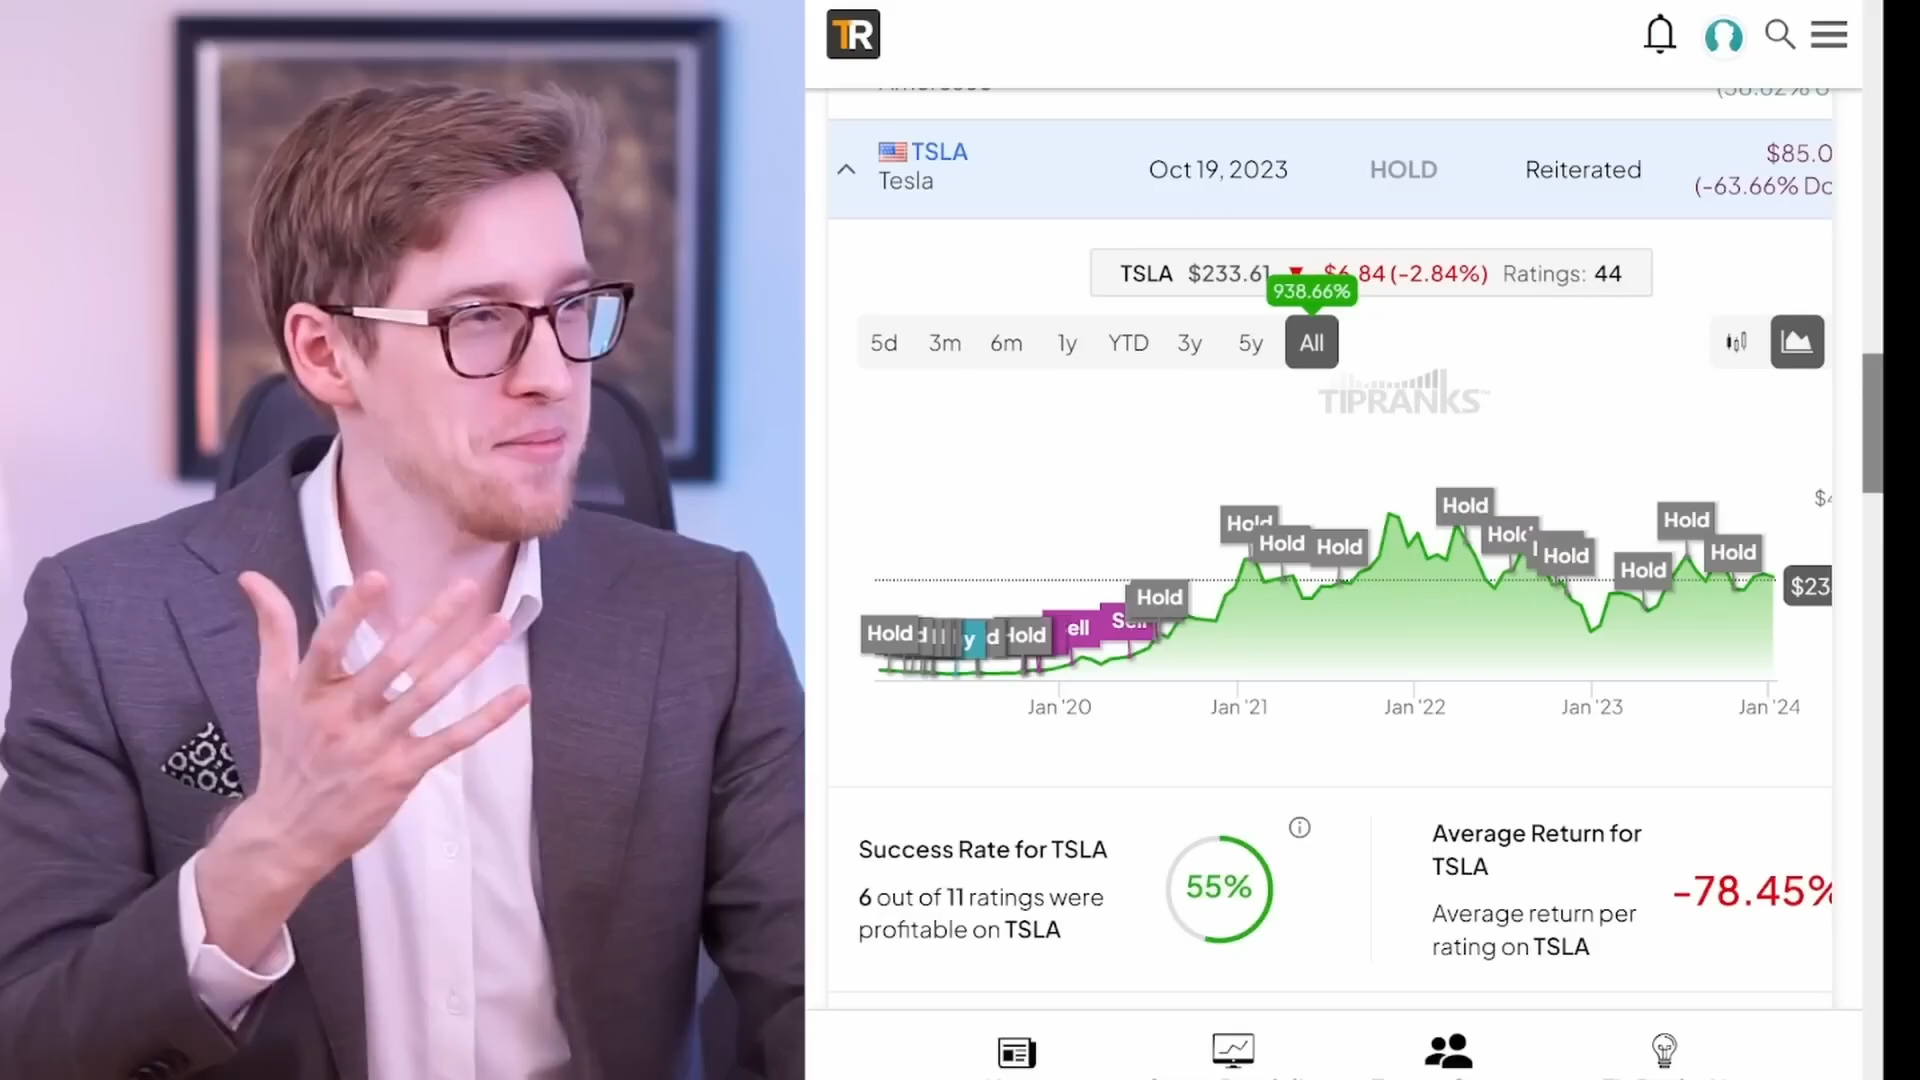 TR
TSLA
Tesla
Oct 19, 2023
HOLD
Reiterated
$85.0
(-63.66% Do
TSLA $233.61 $6.84 (-2.84%) Ratings: 44
938.66%
5d 3m 6m 1y YTD 3y 5y All
TIPRANKS
Hold Hold Hold Hold Hold Hold Hold Hold Hold
Hold y d Hold ell Sell Hold
$23
Jan '20 Jan '21 Jan '22 Jan '23 Jan '24
Success Rate for TSLA
6 out of 11 ratings were
profitable on TSLA
55%
Average Return for
TSLA
Average return per
rating on TSLA
-78.45%